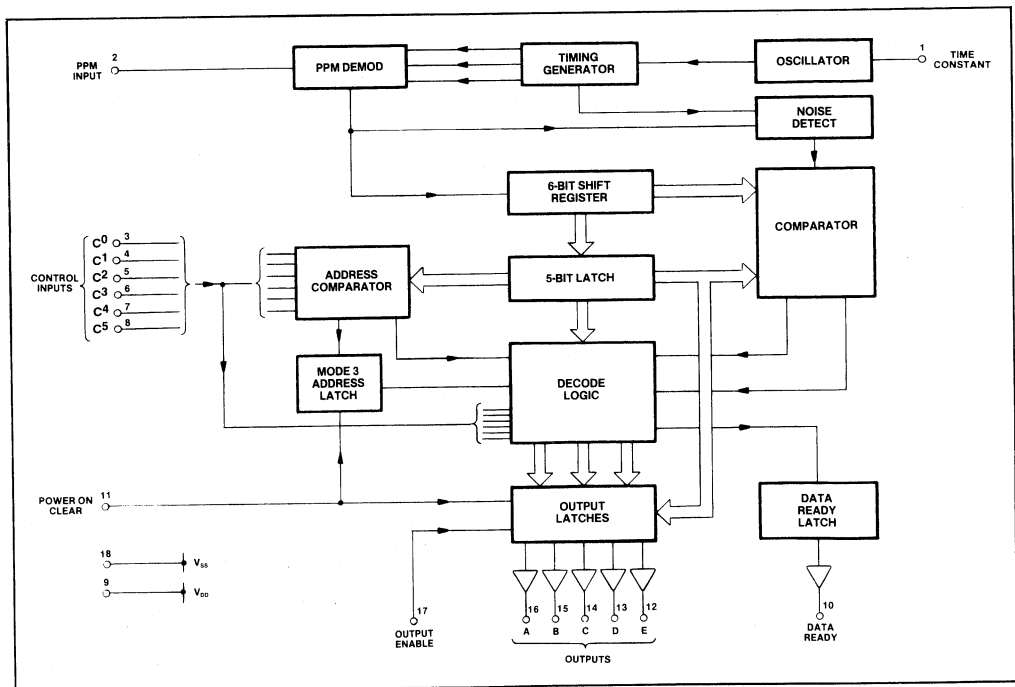 2
PPM
INPUT
PPM DEMOD
TIMING
GENERATOR
OSCILLATOR
1
TIME
CONSTANT
NOISE
DETECT
6-BIT SHIFT
REGISTER
COMPARATOR
CONTROL
INPUTS
C0 3
C1 4
C2 5
C3 6
C4 7
C5 8
ADDRESS
COMPARATOR
5-BIT LATCH
MODE 3
ADDRESS
LATCH
DECODE
LOGIC
POWER ON
CLEAR
11
OUTPUT
LATCHES
DATA
READY
LATCH
18
VSS
9
VDD
17
OUTPUT
ENABLE
16 15 14 13 12
A B C D E
OUTPUTS
10
DATA
READY